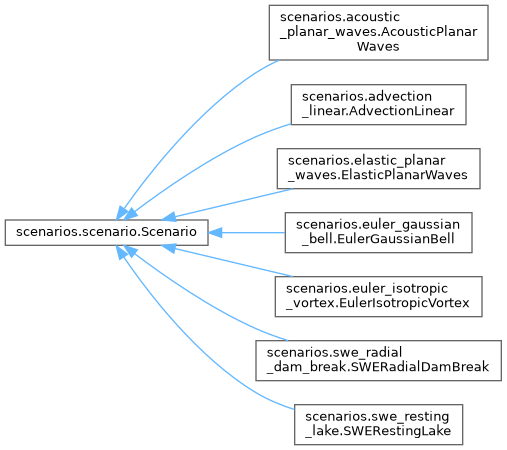 scenarios.acoustic
_planar_waves.AcousticPlanar
Waves
scenarios.advection
_linear.AdvectionLinear
scenarios.elastic_planar
_waves.ElasticPlanarWaves
scenarios.scenario.Scenario
scenarios.euler_gaussian
_bell.EulerGaussianBell
scenarios.euler_isotropic
_vortex.EulerIsotropicVortex
scenarios.swe_radial
_dam_break.SWERadialDamBreak
scenarios.swe_resting
_lake.SWERestingLake